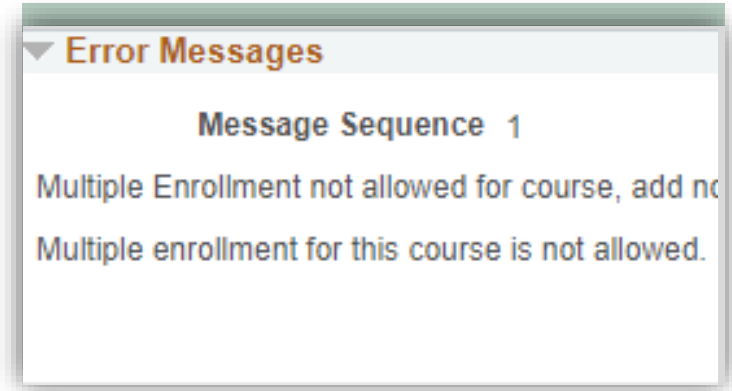 Error Messages
Message Sequence 1
Multiple Enrollment not allowed for course, add
Multiple enrollment for this course is not allowed.